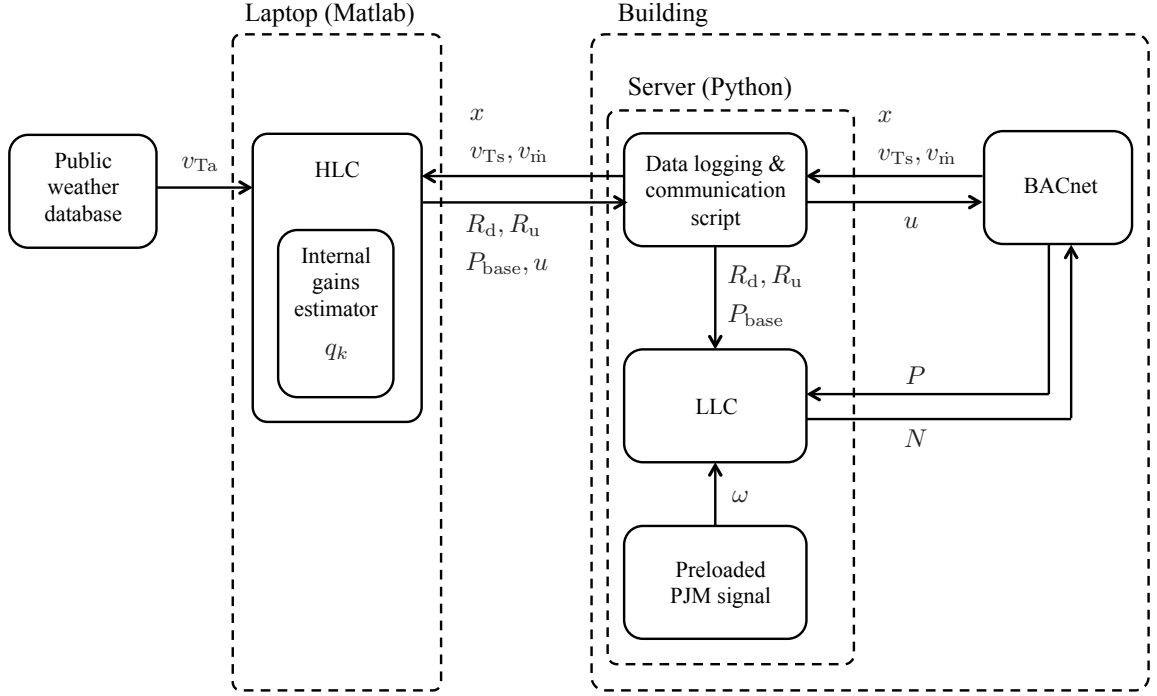 Laptop (Matlab)
Building
Server (Python)
Public
weather
database
v_Ta
HLC
Internal
gains
estimator
q_k
x
v_Ts, v_ṁ
R_d, R_u
P_base, u
Data logging &
communication
script
x
v_Ts, v_ṁ
u
BACnet
R_d, R_u
P_base
LLC
P
N
ω
Preloaded
PJM signal